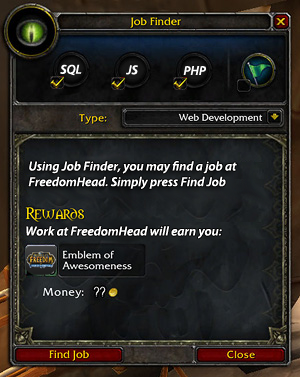 Job Finder
SQL
JS
PHP
Type:
Web Development
Using Job Finder, you may find a job at
FreedomHead. Simply press Find Job
Rewards
Work at FreedomHead will earn you:
FREEDOM
Emblem of
Awesomeness
Money: ??
Find Job
Close